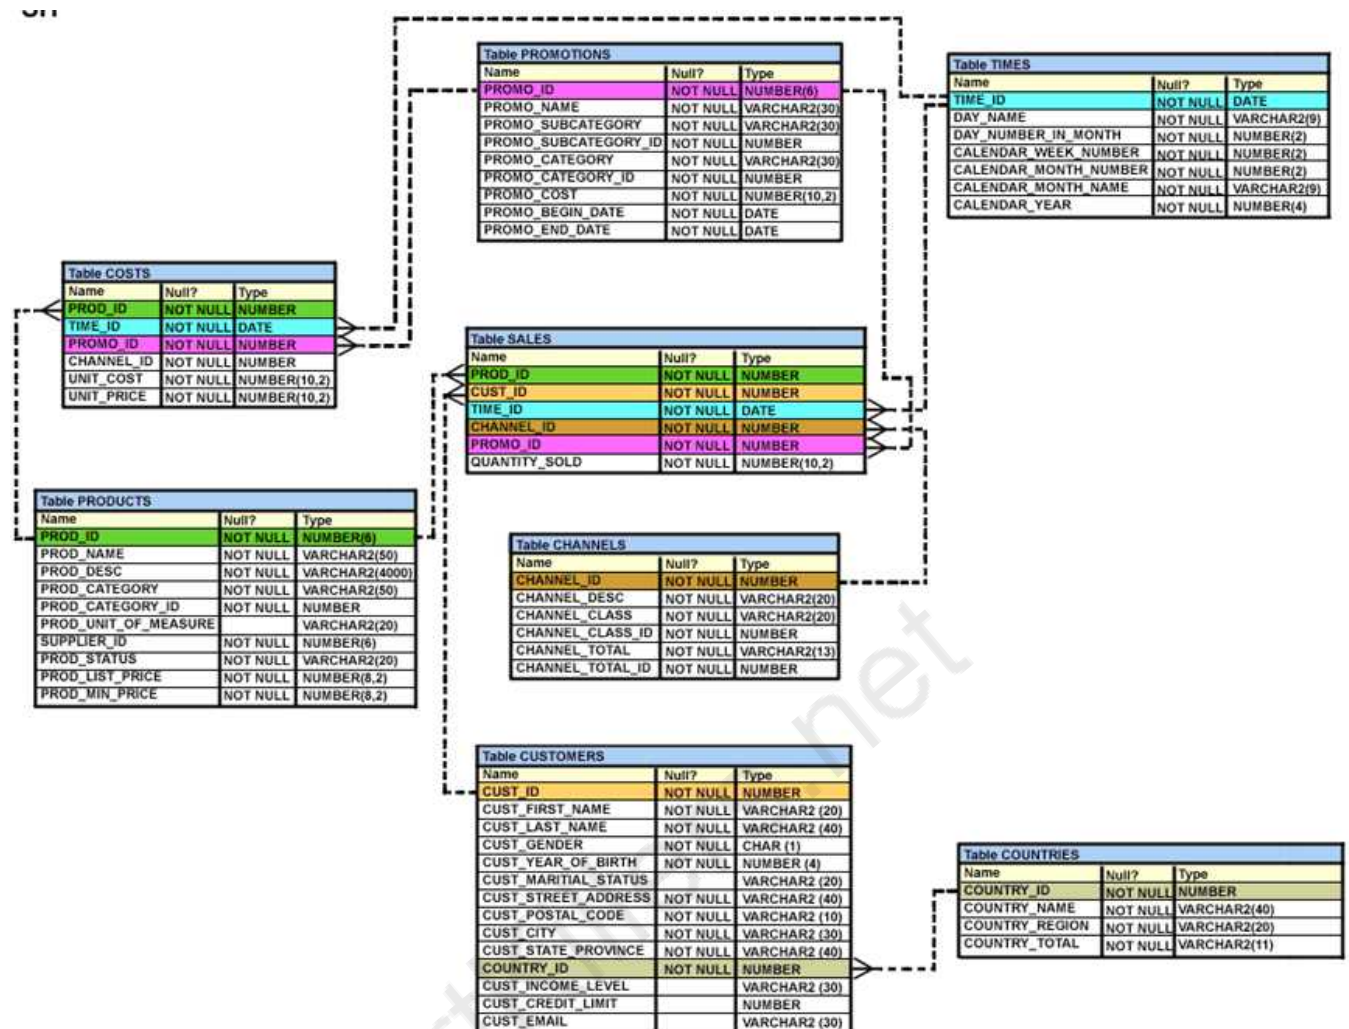 SH
Table PROMOTIONS
Name Null? Type
PROMO_ID NOT NULL NUMBER(6)
PROMO_NAME NOT NULL VARCHAR2(30)
PROMO_SUBCATEGORY NOT NULL VARCHAR2(30)
PROMO_SUBCATEGORY_ID NOT NULL NUMBER
PROMO_CATEGORY NOT NULL VARCHAR2(30)
PROMO_CATEGORY_ID NOT NULL NUMBER
PROMO_COST NOT NULL NUMBER(10,2)
PROMO_BEGIN_DATE NOT NULL DATE
PROMO_END_DATE NOT NULL DATE
Table TIMES
Name Null? Type
TIME_ID NOT NULL DATE
DAY_NAME NOT NULL VARCHAR2(9)
DAY_NUMBER_IN_MONTH NOT NULL NUMBER(2)
CALENDAR_WEEK_NUMBER NOT NULL NUMBER(2)
CALENDAR_MONTH_NUMBER NOT NULL NUMBER(2)
CALENDAR_MONTH_NAME NOT NULL VARCHAR2(9)
CALENDAR_YEAR NOT NULL NUMBER(4)
Table COSTS
Name Null? Type
PROD_ID NOT NULL NUMBER
TIME_ID NOT NULL DATE
PROMO_ID NOT NULL NUMBER
CHANNEL_ID NOT NULL NUMBER
UNIT_COST NOT NULL NUMBER(10,2)
UNIT_PRICE NOT NULL NUMBER(10,2)
Table SALES
Name Null? Type
PROD_ID NOT NULL NUMBER
CUST_ID NOT NULL NUMBER
TIME_ID NOT NULL DATE
CHANNEL_ID NOT NULL NUMBER
PROMO_ID NOT NULL NUMBER
QUANTITY_SOLD NOT NULL NUMBER(10,2)
Table PRODUCTS
Name Null? Type
PROD_ID NOT NULL NUMBER(6)
PROD_NAME NOT NULL VARCHAR2(50)
PROD_DESC NOT NULL VARCHAR2(4000)
PROD_CATEGORY NOT NULL VARCHAR2(50)
PROD_CATEGORY_ID NOT NULL NUMBER
PROD_UNIT_OF_MEASURE VARCHAR2(20)
SUPPLIER_ID NOT NULL NUMBER(6)
PROD_STATUS NOT NULL VARCHAR2(20)
PROD_LIST_PRICE NOT NULL NUMBER(8,2)
PROD_MIN_PRICE NOT NULL NUMBER(8,2)
Table CHANNELS
Name Null? Type
CHANNEL_ID NOT NULL NUMBER
CHANNEL_DESC NOT NULL VARCHAR2(20)
CHANNEL_CLASS NOT NULL VARCHAR2(20)
CHANNEL_CLASS_ID NOT NULL NUMBER
CHANNEL_TOTAL NOT NULL VARCHAR2(13)
CHANNEL_TOTAL_ID NOT NULL NUMBER
Table CUSTOMERS
Name Null? Type
CUST_ID NOT NULL NUMBER
CUST_FIRST_NAME NOT NULL VARCHAR2 (20)
CUST_LAST_NAME NOT NULL VARCHAR2 (40)
CUST_GENDER NOT NULL CHAR (1)
CUST_YEAR_OF_BIRTH NOT NULL NUMBER (4)
CUST_MARITIAL_STATUS VARCHAR2 (20)
CUST_STREET_ADDRESS NOT NULL VARCHAR2 (40)
CUST_POSTAL_CODE NOT NULL VARCHAR2 (10)
CUST_CITY NOT NULL VARCHAR2 (30)
CUST_STATE_PROVINCE NOT NULL VARCHAR2 (40)
COUNTRY_ID NOT NULL NUMBER
CUST_INCOME_LEVEL VARCHAR2 (30)
CUST_CREDIT_LIMIT NUMBER
CUST_EMAIL VARCHAR2 (30)
Table COUNTRIES
Name Null? Type
COUNTRY_ID NOT NULL NUMBER
COUNTRY_NAME NOT NULL VARCHAR2(40)
COUNTRY_REGION NOT NULL VARCHAR2(20)
COUNTRY_TOTAL NOT NULL VARCHAR2(11)
.net